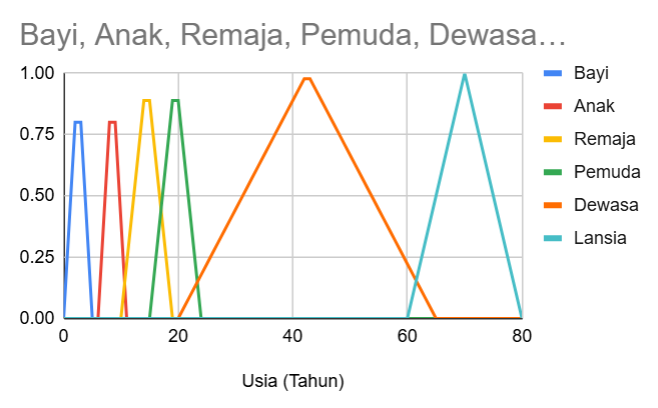 Bayi, Anak, Remaja, Pemuda, Dewasa…
1.00
0.75
0.50
0.25
0.00
0
20
40
60
80
Usia (Tahun)
Bayi
Anak
Remaja
Pemuda
Dewasa
Lansia